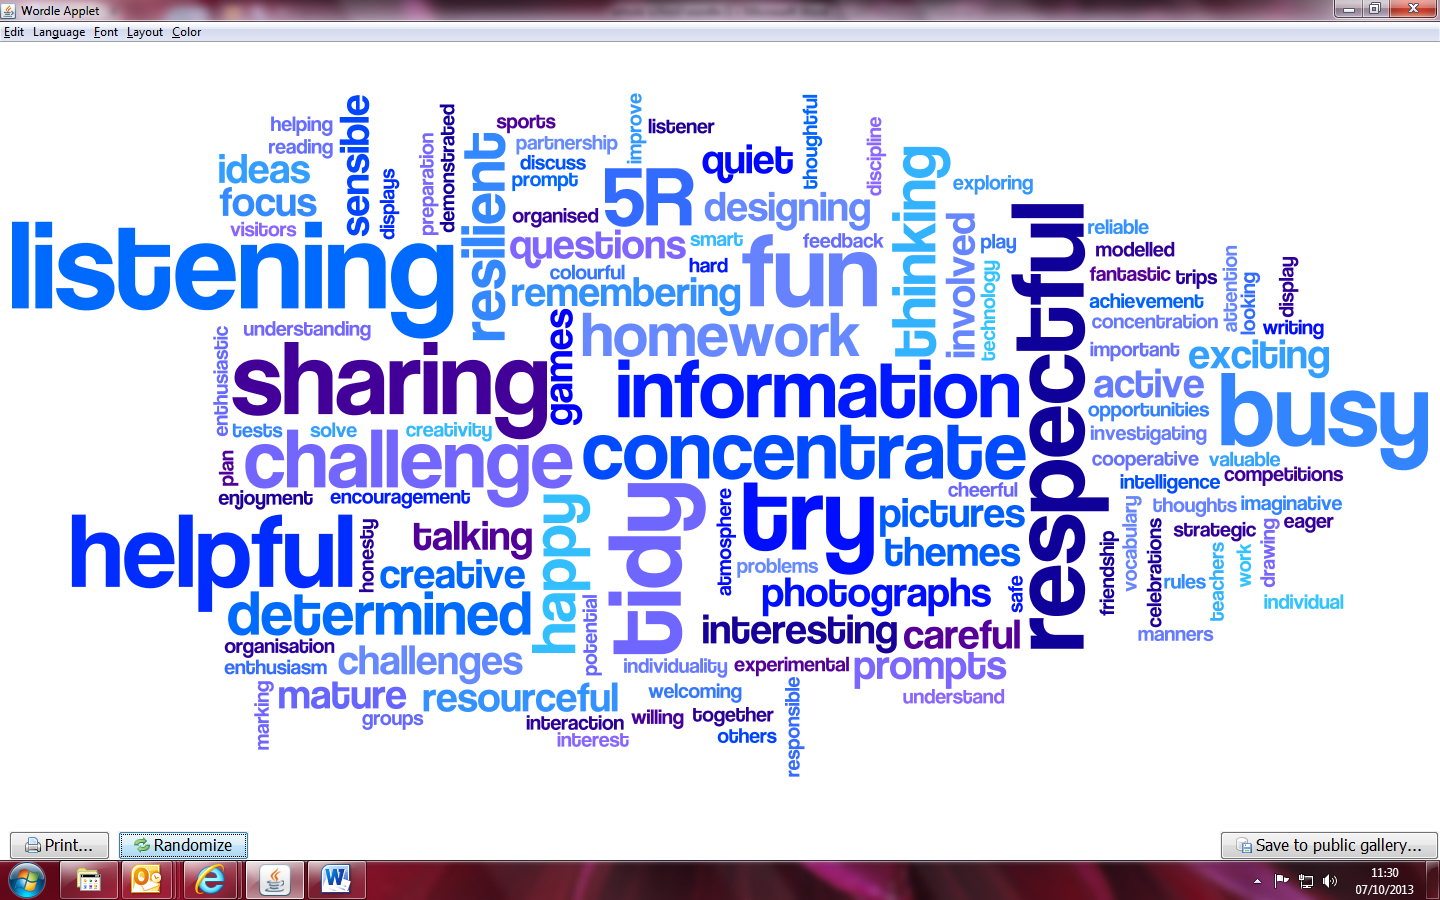 Wordle Applet
Edit Language Font Layout Color
helping
reading
ideas
focus
visitors
sensible
displays
preparation
demonstrated
resilient
sports
partnership
discuss
prompt
organised
improve
listener
5R
quiet
thoughtful
designing
discipline
thinking
exploring
listening
questions
smart
feedback
colourful
hard
remembering
fun
involved
play
technology
respectful
reliable
modelled
fantastic
trips
achievement
concentration
attention
looking
display
writing
important
exciting
understanding
enthusiastic
sharing
games
homework
information
active
opportunities
busy
tests
solve
creativity
investigating
plan
challenge
concentrate
cooperative
valuable
competitions
enjoyment
encouragement
cheerful
intelligence
thoughts
imaginative
helpful
honesty
talking
happy
tidy
atmosphere
try
pictures
themes
problems
creative
photographs
safe
friendship
vocabulary
celebrations
strategic
eager
rules
teachers
work
drawing
individual
manners
determined
potential
interesting
careful
organisation
enthusiasm
challenges
individuality
experimental
prompts
understand
marking
mature
groups
resourceful
welcoming
interaction
willing
together
interest
others
responsible
Print...
Randomize
Save to public gallery...
11:30
07/10/2013